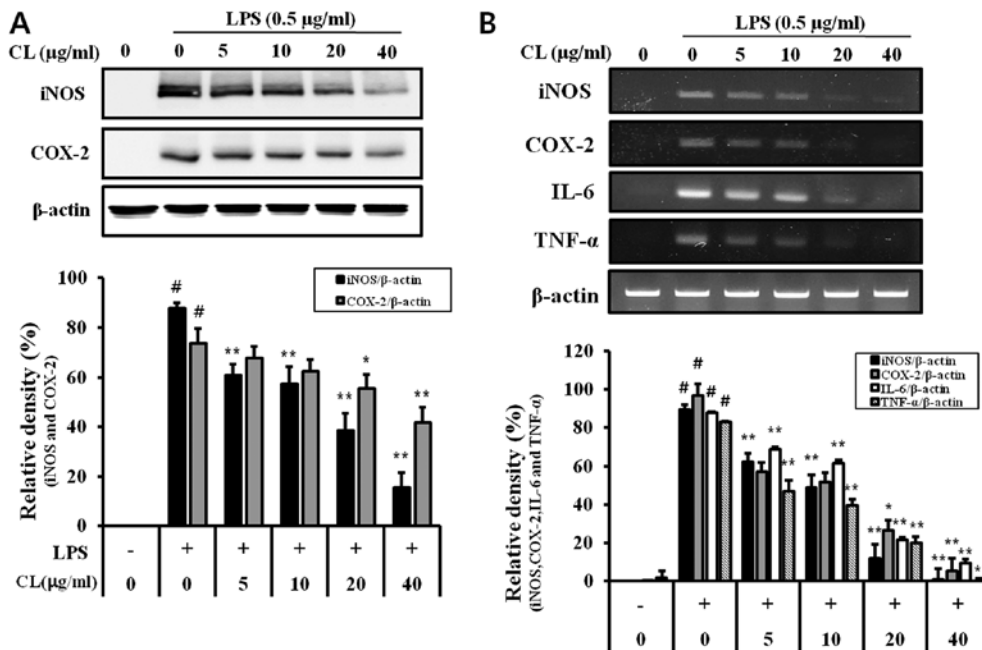 A
LPS (0.5 µg/ml)
CL (µg/ml) 0 0 5 10 20 40
iNOS
COX-2
β-actin
100
80
60
40
20
0
Relative density (%)
(iNOS and COX-2)
iNOS/β-actin
COX-2/β-actin
# # ** ** ** * ** **
LPS - + + + + +
CL(µg/ml) 0 0 5 10 20 40
B
LPS (0.5 µg/ml)
CL (µg/ml) 0 0 5 10 20 40
iNOS
COX-2
IL-6
TNF-α
β-actin
120
100
80
60
40
20
0
Relative density (%)
(iNOS,COX-2,IL-6 and TNF-α)
iNOS/β-actin
COX-2/β-actin
IL-6/β-actin
TNF-α/β-actin
# # # # ** ** ** ** ** ** ** * ** ** ** ** **
- + + + + +
0 0 5 10 20 40